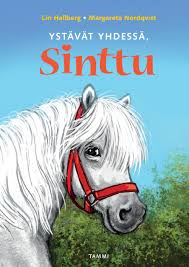 Lin Hallberg • Margareta Nordqvist
YSTÄVÄT YHDESSÄ,
Sinttu
TAMMI